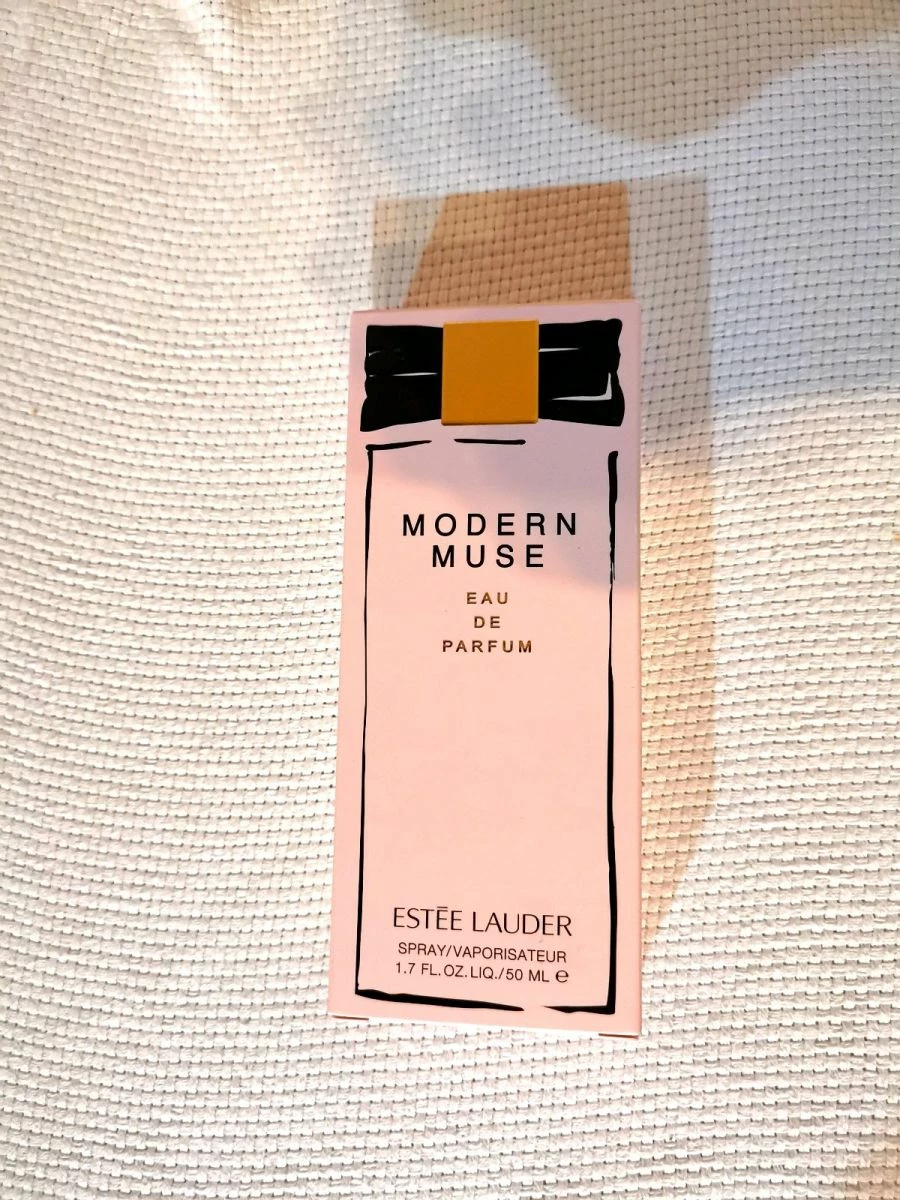 MODERN
MUSE
EAU
DE
PARFUM
ESTĒE LAUDER
SPRAY/VAPORISATEUR
1.7 FL.OZ.LIQ./50 ML ℮